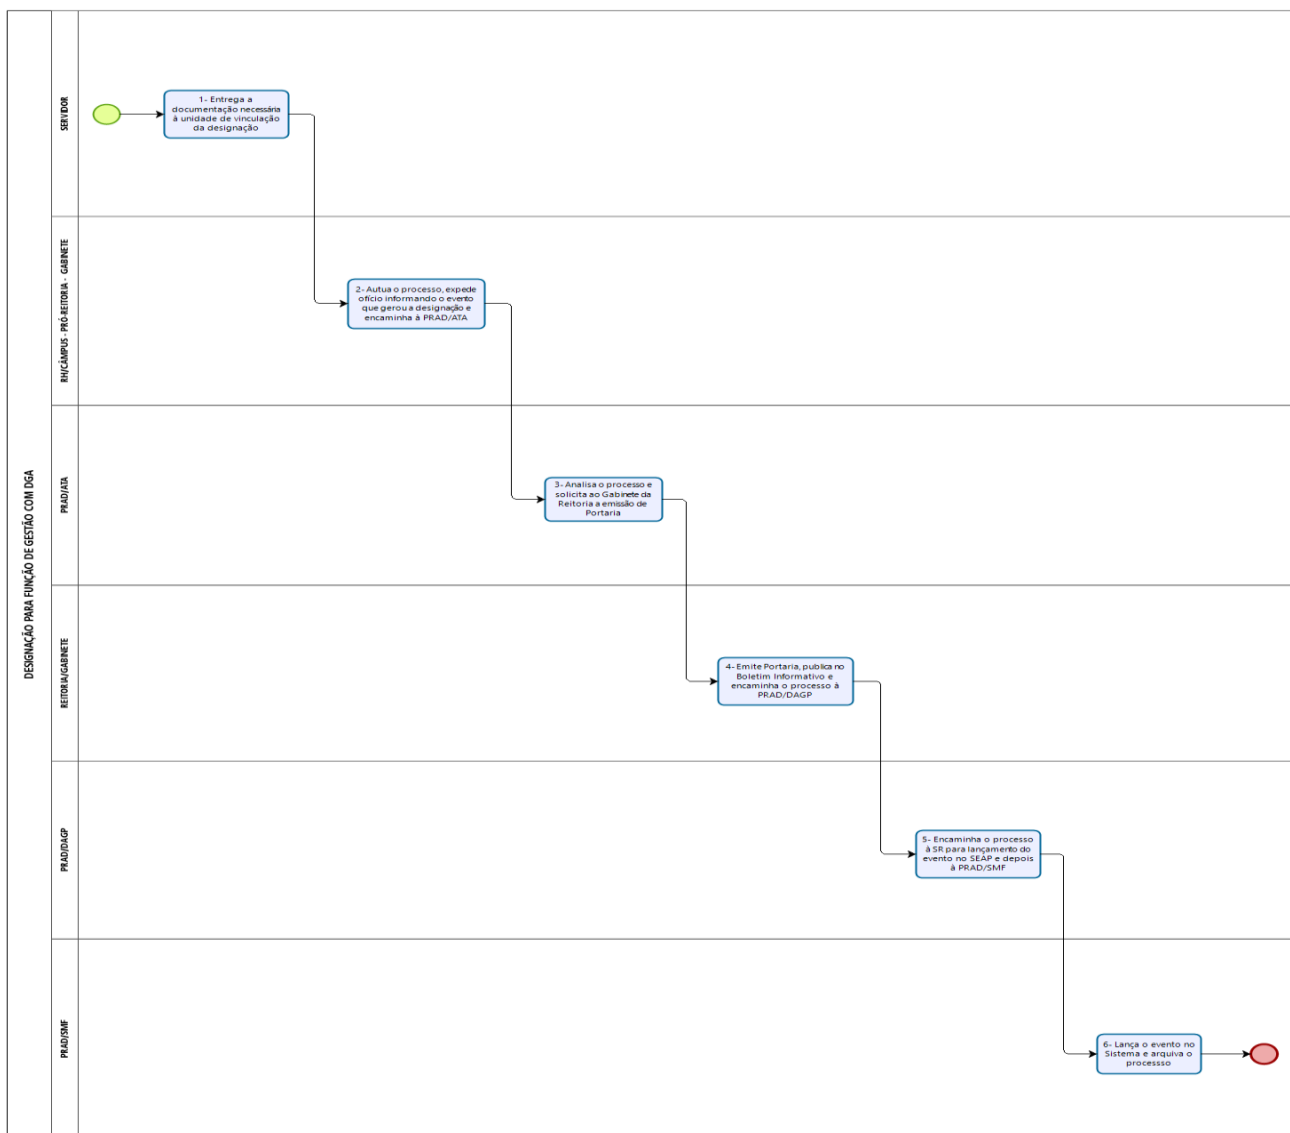 DESIGNAÇÃO PARA FUNÇÃO DE GESTÃO COM DGA
SERVIDOR
1- Entrega a
documentação necessária
à unidade de vinculação
da designação
RH/CÂMPUS - PRÓ-REITORIA - GABINETE
2- Autua o processo, expede
ofício informando o evento
que gerou a designação e
encaminha à PRAD/ATA
PRAD/ATA
3- Analisa o processo e
solicita ao Gabinete da
Reitoria a emissão de
Portaria
REITORIA/GABINETE
4- Emite Portaria, publica no
Boletim Informativo e
encaminha o processo à
PRAD/DAGP
PRAD/DAGP
5- Encaminha o processo
à SR para lançamento do
evento no SEAP e depois
à PRAD/SMF
PRAD/SMF
6- Lança o evento no
Sistema e arquiva o
processso